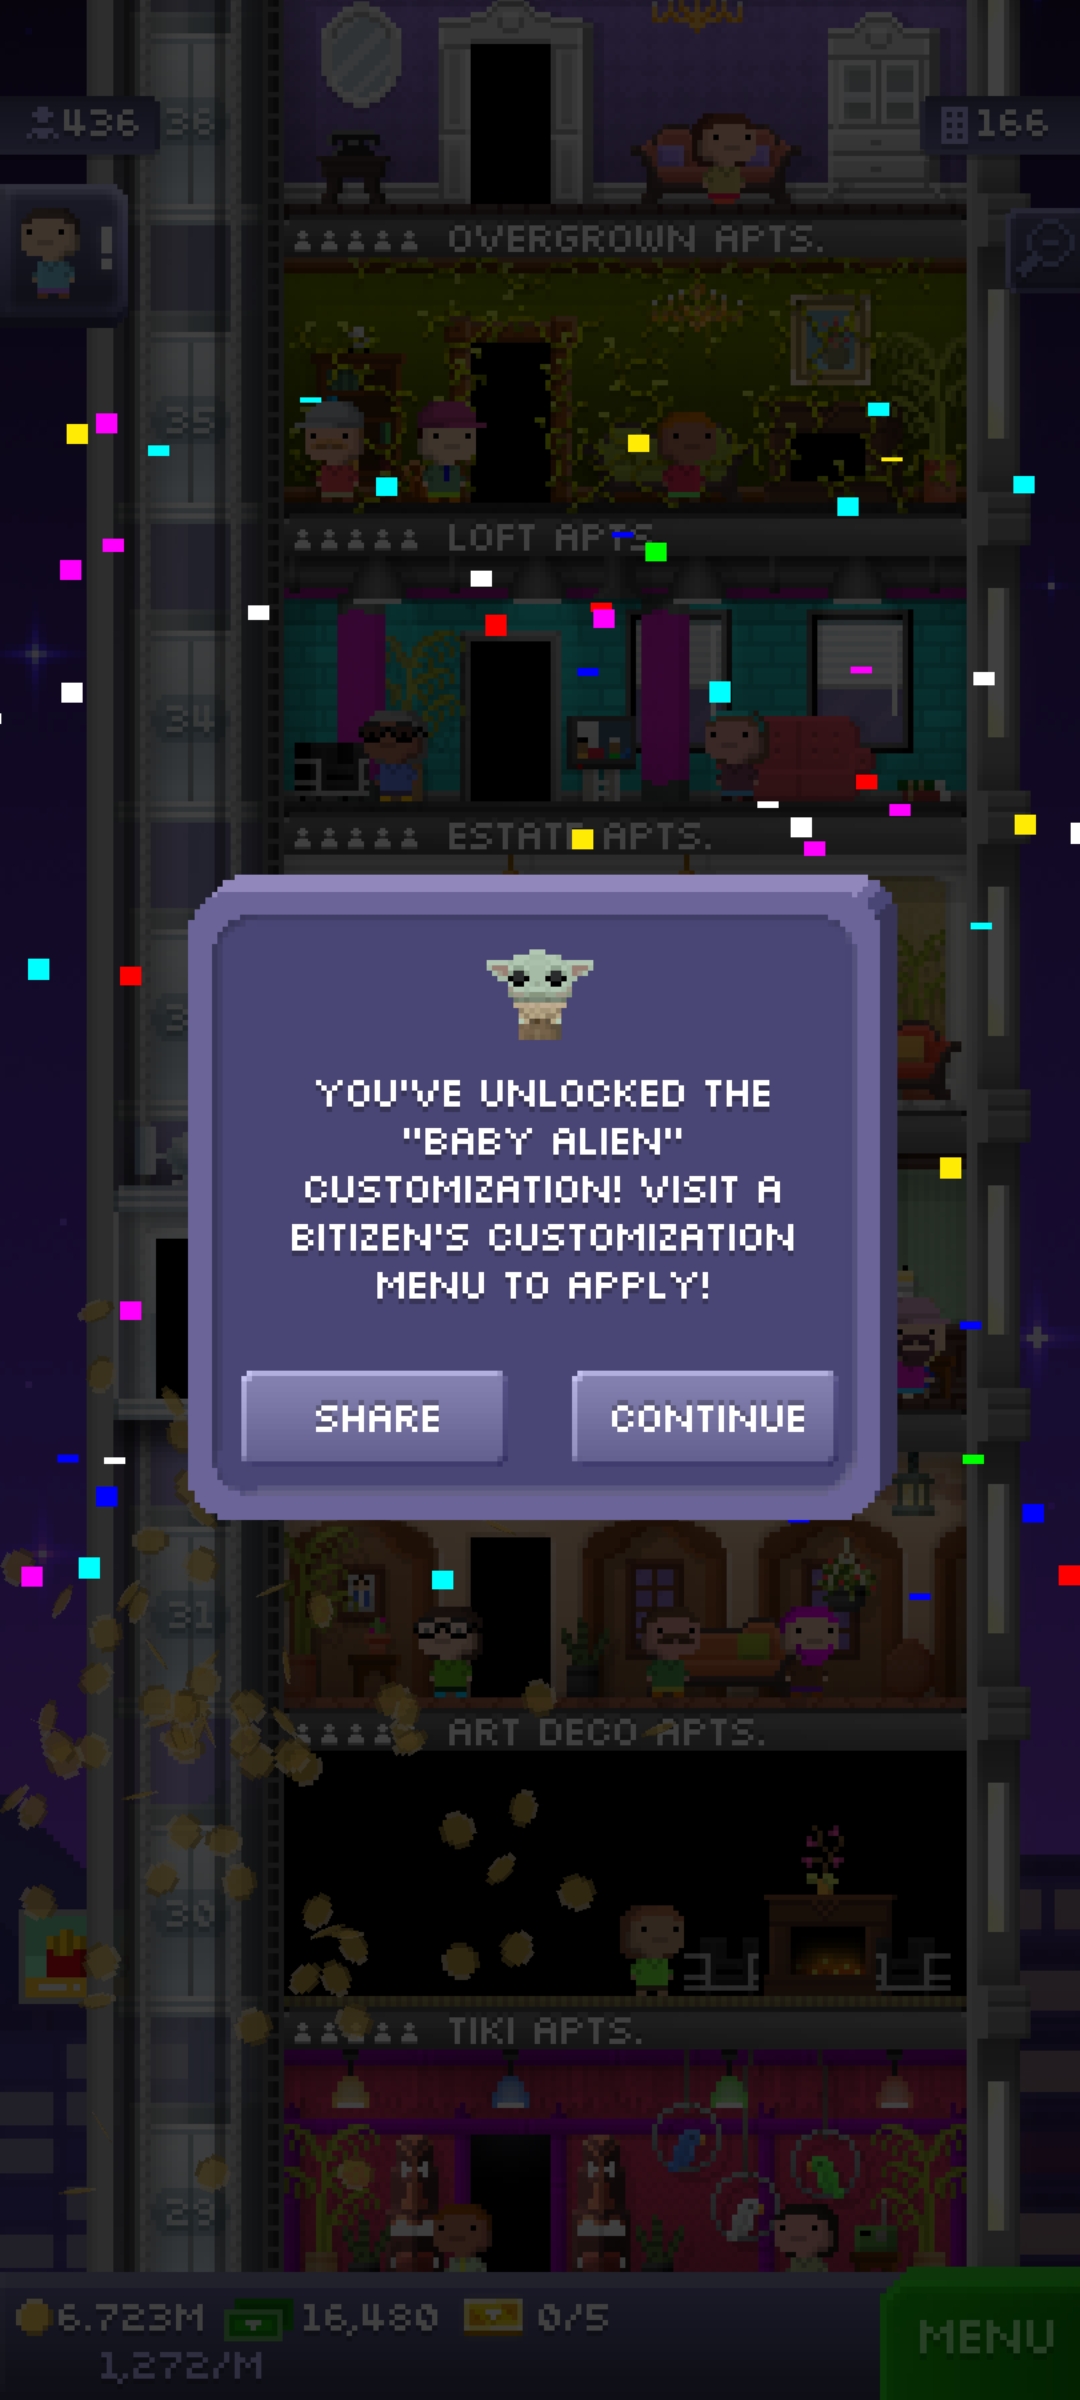 436
36
166
!
OVERGROWN APTS.
35
LOFT APTS.
34
ESTATE APTS.
YOU'VE UNLOCKED THE
"BABY ALIEN"
CUSTOMIZATION! VISIT A
BITIZEN'S CUSTOMIZATION
MENU TO APPLY!
SHARE
CONTINUE
31
ART DECO APTS.
30
TIKI APTS.
29
6.723M
16,480
0/5
1,272/M
MENU